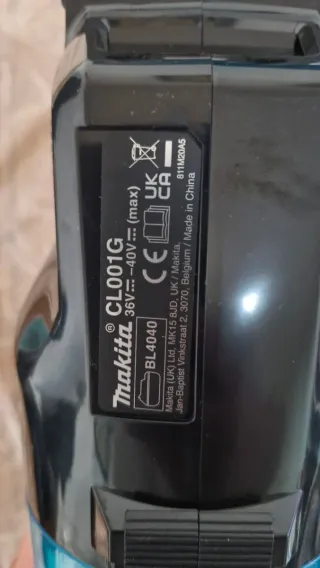 makita® CL001G
36V⎓ -40V⎓ (max)
BL4040
CE
UK
CA
Makita (UK) Ltd, MK15 8JD, UK / Makita,
Jan-Baptist Vinkstraat 2, 3070, Belgium / Made in China
811M20A5